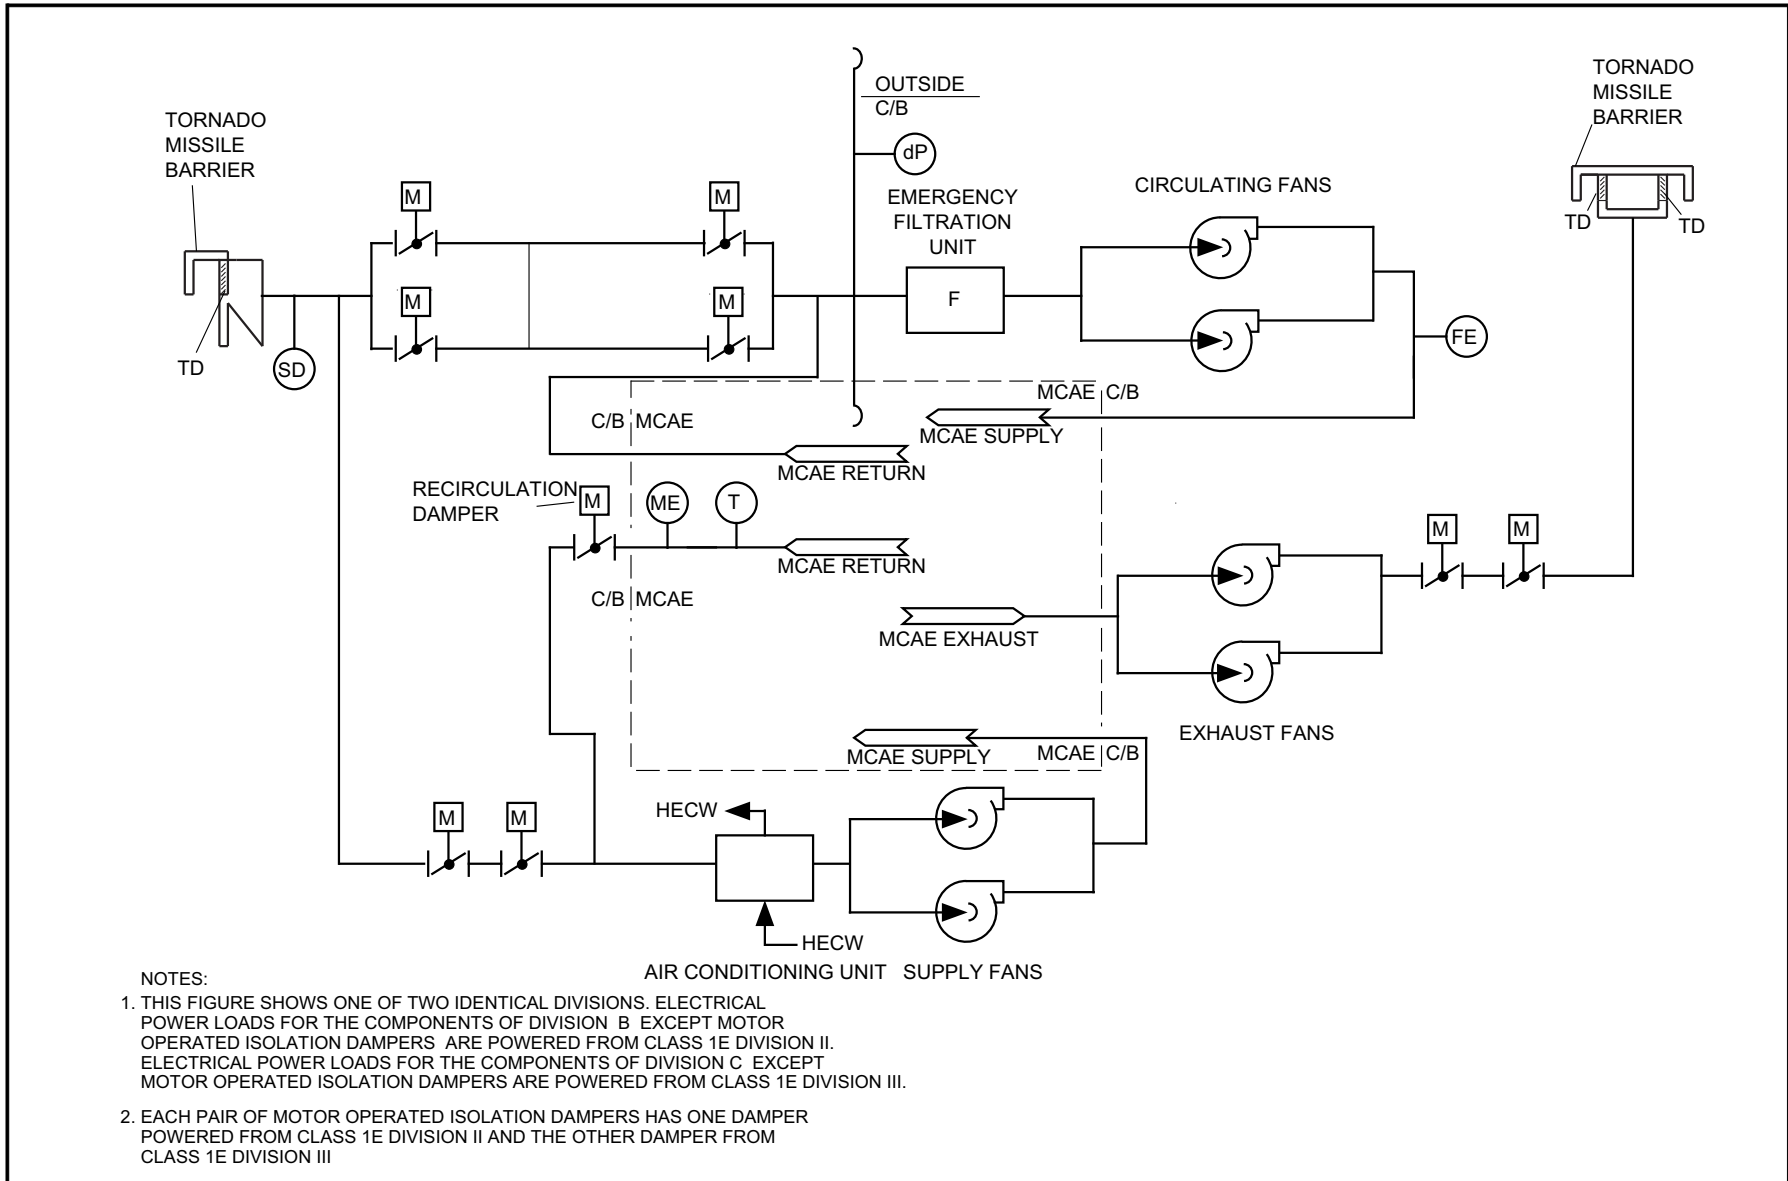 OUTSIDE
C/B
TORNADO
MISSILE
BARRIER
TORNADO
MISSILE
BARRIER
dP
EMERGENCY
FILTRATION
UNIT
CIRCULATING FANS
M
M
TD
TD
M
M
F
TD
SD
FE
MCAE C/B
C/B MCAE
MCAE SUPPLY
MCAE RETURN
RECIRCULATION
DAMPER
M
ME
T
M
M
MCAE RETURN
C/B MCAE
MCAE EXHAUST
EXHAUST FANS
MCAE SUPPLY
MCAE C/B
M
M
HECW
HECW
AIR CONDITIONING UNIT
SUPPLY FANS
NOTES:
1. THIS FIGURE SHOWS ONE OF TWO IDENTICAL DIVISIONS. ELECTRICAL
POWER LOADS FOR THE COMPONENTS OF DIVISION B EXCEPT MOTOR
OPERATED ISOLATION DAMPERS ARE POWERED FROM CLASS 1E DIVISION II.
ELECTRICAL POWER LOADS FOR THE COMPONENTS OF DIVISION C EXCEPT
MOTOR OPERATED ISOLATION DAMPERS ARE POWERED FROM CLASS 1E DIVISION III.
2. EACH PAIR OF MOTOR OPERATED ISOLATION DAMPERS HAS ONE DAMPER
POWERED FROM CLASS 1E DIVISION II AND THE OTHER DAMPER FROM
CLASS 1E DIVISION III